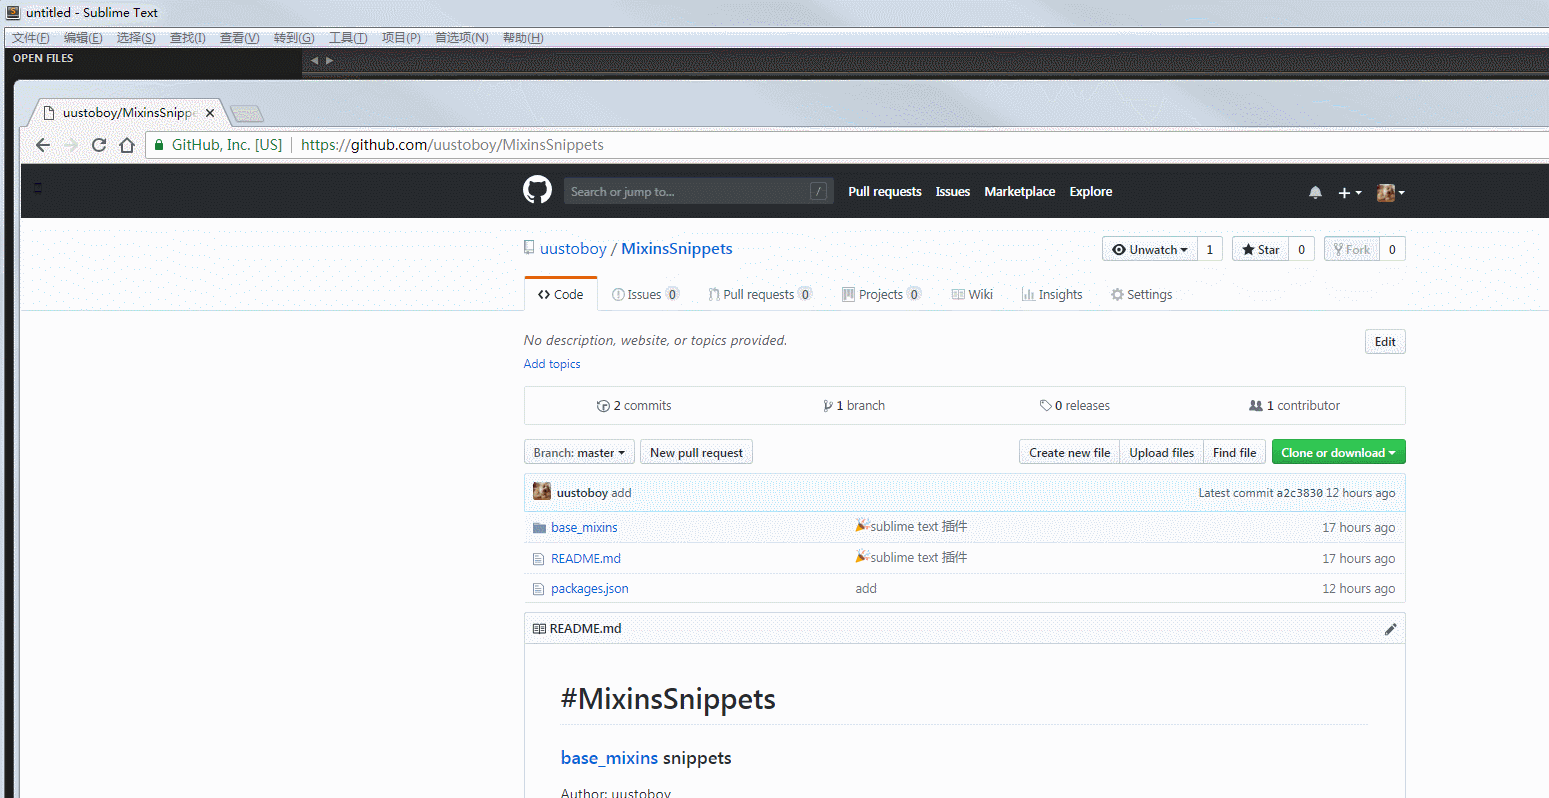 untitled - Sublime Text
文件(F) 编辑(E) 选择(S) 查找(I) 查看(V) 转到(G) 工具(T) 项目(P) 首选项(N) 帮助(H)
OPEN FILES
uustoboy/MixinsSnippe
GitHub, Inc. [US] https://github.com/uustoboy/MixinsSnippets
Search or jump to... / Pull requests Issues Marketplace Explore
uustoboy / MixinsSnippets Unwatch 1 Star 0 Fork 0
Code Issues 0 Pull requests 0 Projects 0 Wiki Insights Settings
No description, website, or topics provided. Edit
Add topics
2 commits 1 branch 0 releases 1 contributor
Branch: master New pull request Create new file Upload files Find file Clone or download
uustoboy add Latest commit a2c3830 12 hours ago
base_mixins 🎉sublime text 插件 17 hours ago
README.md 🎉sublime text 插件 17 hours ago
packages.json add 12 hours ago
README.md
#MixinsSnippets
base_mixins snippets
Author: uustoboy